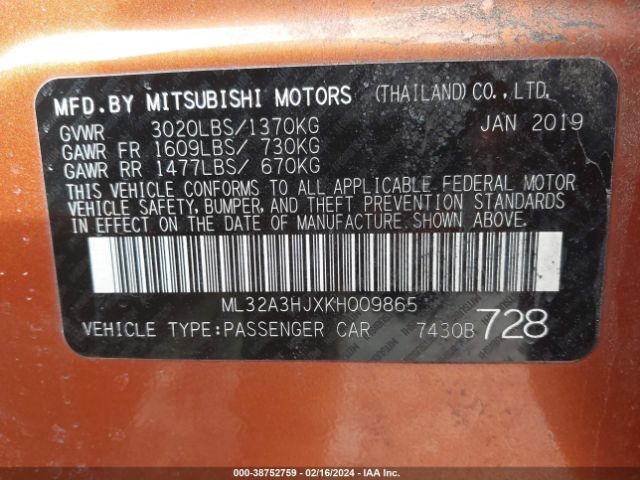 MFD.BY MITSUBISHI MOTORS (THAILAND)CO.,LTD.
GVWR 3020LBS/1370KG JAN 2019
GAWR FR 1609LBS/ 730KG
GAWR RR 1477LBS/ 670KG
THIS VEHICLE CONFORMS TO ALL APPLICABLE FEDERAL MOTOR
VEHICLE SAFETY, BUMPER, AND THEFT PREVENTION STANDARDS
IN EFFECT ON THE DATE OF MANUFACTURE SHOWN ABOVE.
ML32A3HJXKH009865
VEHICLE TYPE:PASSENGER CAR 7430B 728
000-38752759 - 02/16/2024 - IAA Inc.